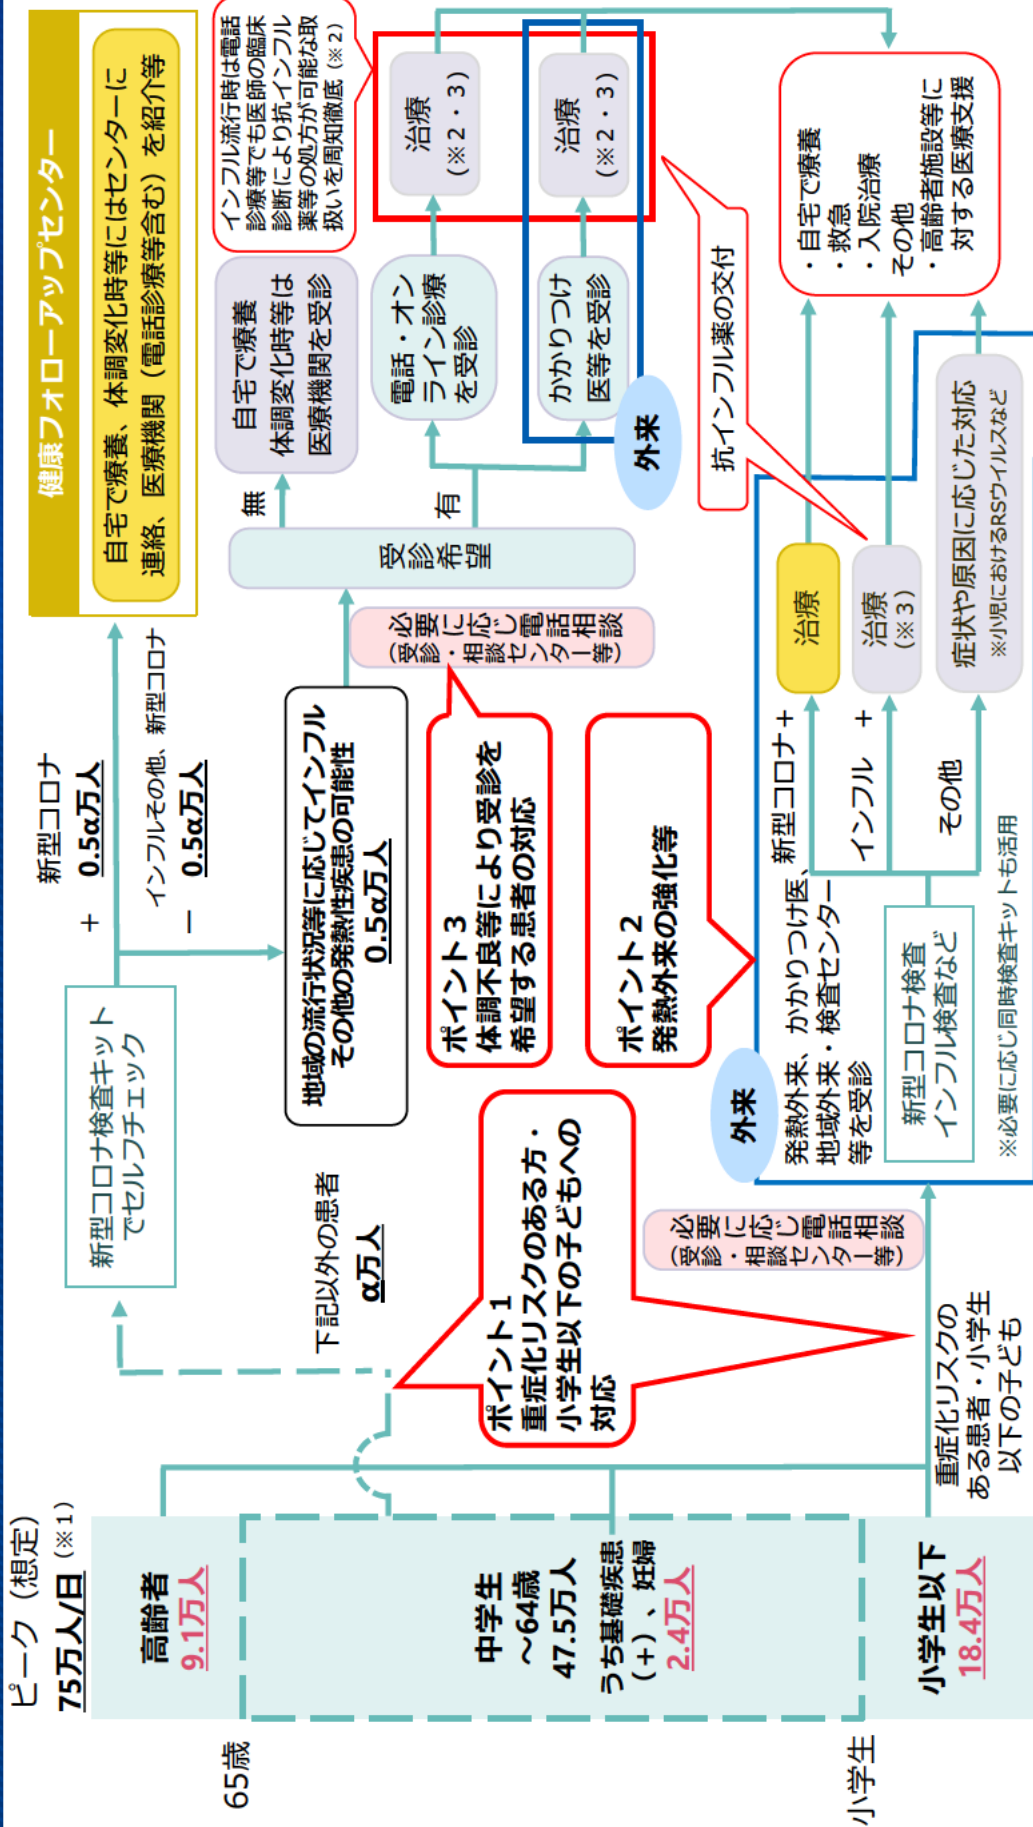 ピーク（想定）
75万人/日（※1）
65歳
小学生
高齢者
9.1万人
中学生
～64歳
47.5万人
うち基礎疾患
（+）、妊婦
2.4万人
小学生以下
18.4万人
下記以外の患者
α万人
重症化リスクの
ある患者・小学生
以下の子ども
ポイント1
重症化リスクのある方・
小学生以下の子どもへの
対応
新型コロナ検査キット
でセルフチェック
新型コロナ
＋ 0.5α万人
インフルその他、新型コロナ
－ 0.5α万人
健康フォローアップセンター
自宅で療養、体調変化時等にはセンターに
連絡、医療機関（電話診療等含む）を紹介等
地域の流行状況等に応じてインフル
その他の発熱性疾患の可能性
0.5α万人
ポイント3
体調不良等により受診を
希望する患者の対応
必要に応じ電話相談
（受診・相談センター等）
受診希望
無
有
自宅で療養
体調変化時等は
医療機関を受診
電話・オン
ライン診療
を受診
かかりつけ
医等を受診
外来
インフル流行時は電話
診療等でも医師の臨床
診断により抗インフル
薬等の処方が可能な取
扱いを周知徹底（※2）
治療
（※2・3）
治療
（※2・3）
ポイント2
発熱外来の強化等
外来
必要に応じ電話相談
（受診・相談センター等）
発熱外来、かかりつけ医、
地域外来・検査センター
等を受診
新型コロナ検査
インフル検査など
※必要に応じ同時検査キットも活用
新型コロナ＋
インフル ＋
その他
治療
治療
（※3）
症状や原因に応じた対応
※小児におけるRSウイルスなど
抗インフル薬の交付
・自宅で療養
・救急
・入院治療
その他
・高齢者施設等に
対する医療支援